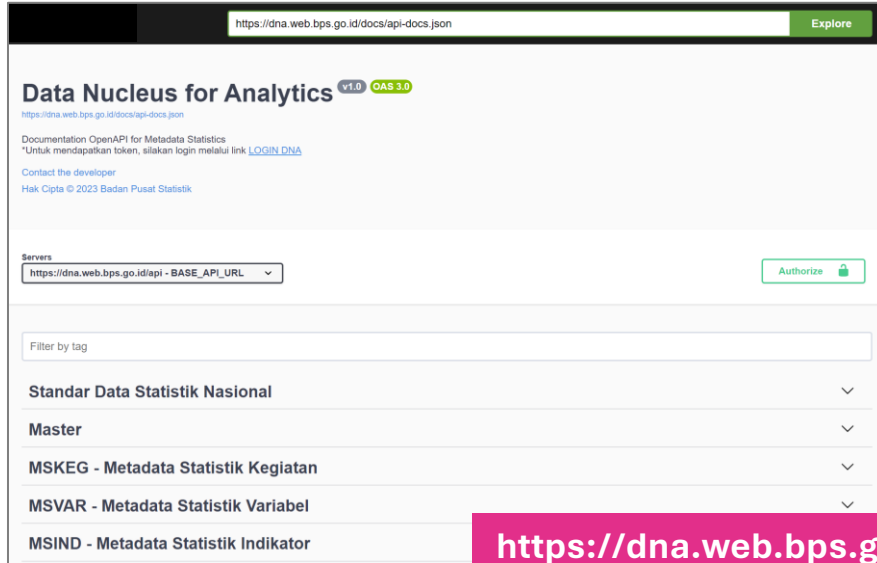 https://dna.web.bps.go.id/docs/api-docs.json
Explore
Data Nucleus for Analytics v1.0 OAS 3.0
https://dna.web.bps.go.id/docs/api-docs.json
Documentation OpenAPI for Metadata Statistics
*Untuk mendapatkan token, silakan login melalui link LOGIN DNA
Contact the developer
Hak Cipta © 2023 Badan Pusat Statistik
Servers
https://dna.web.bps.go.id/api - BASE_API_URL
Authorize
Filter by tag
Standar Data Statistik Nasional
Master
MSKEG - Metadata Statistik Kegiatan
MSVAR - Metadata Statistik Variabel
MSIND - Metadata Statistik Indikator
https://dna.web.bps.g